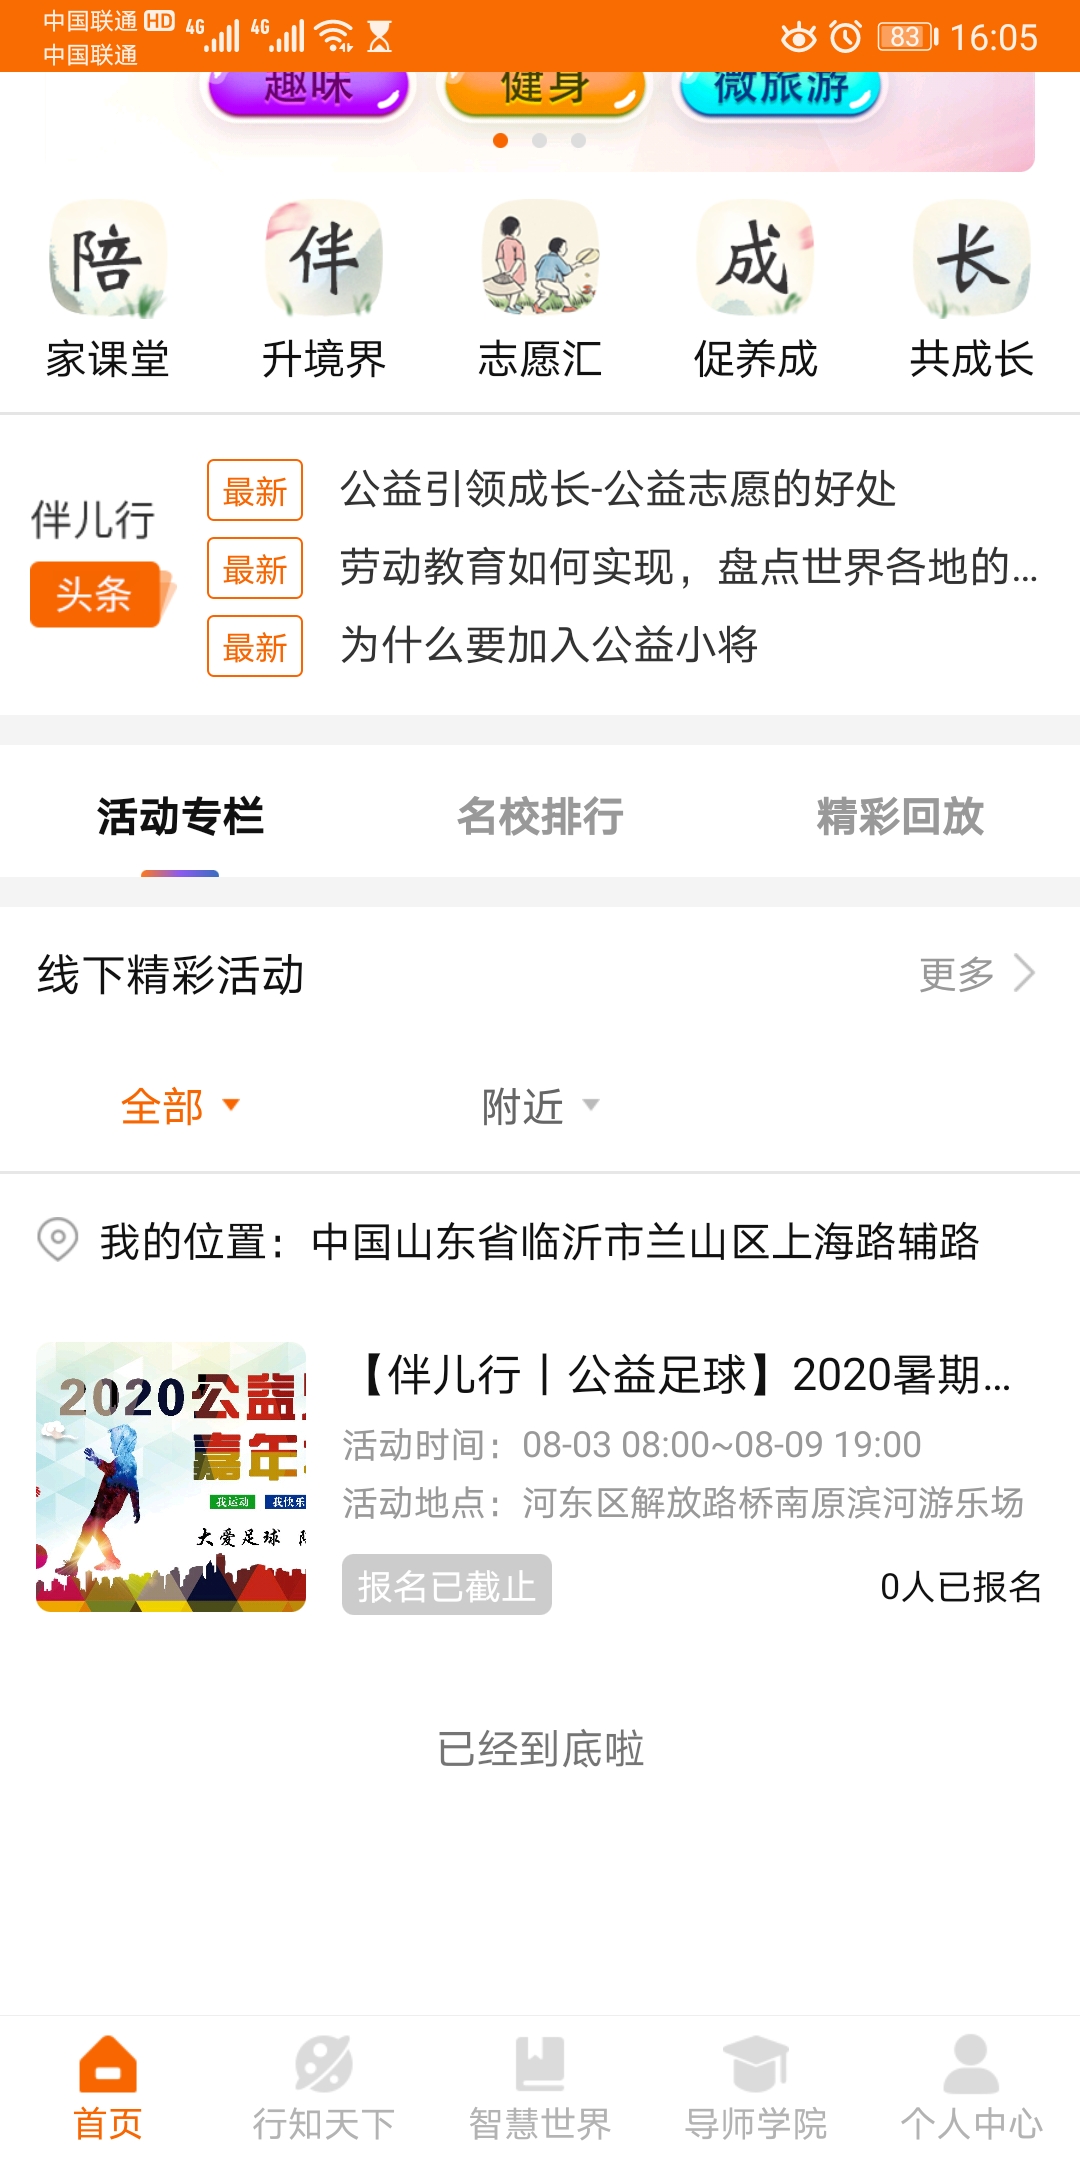 中国联通 HD 4G 4G 83 16:05
中国联通
趣味 健身 微旅游
陪 伴 成 长
家课堂 升境界 志愿汇 促养成 共成长
伴儿行
头条
最新 公益引领成长-公益志愿的好处
最新 劳动教育如何实现，盘点世界各地的...
最新 为什么要加入公益小将
活动专栏 名校排行 精彩回放
线下精彩活动 更多
全部 附近
我的位置：中国山东省临沂市兰山区上海路辅路
2020公益
嘉年
我运动 我快乐
大爱足球
【伴儿行｜公益足球】2020暑期...
活动时间：08-03 08:00~08-09 19:00
活动地点：河东区解放路桥南原滨河游乐场
报名已截止 0人已报名
已经到底啦
首页 行知天下 智慧世界 导师学院 个人中心